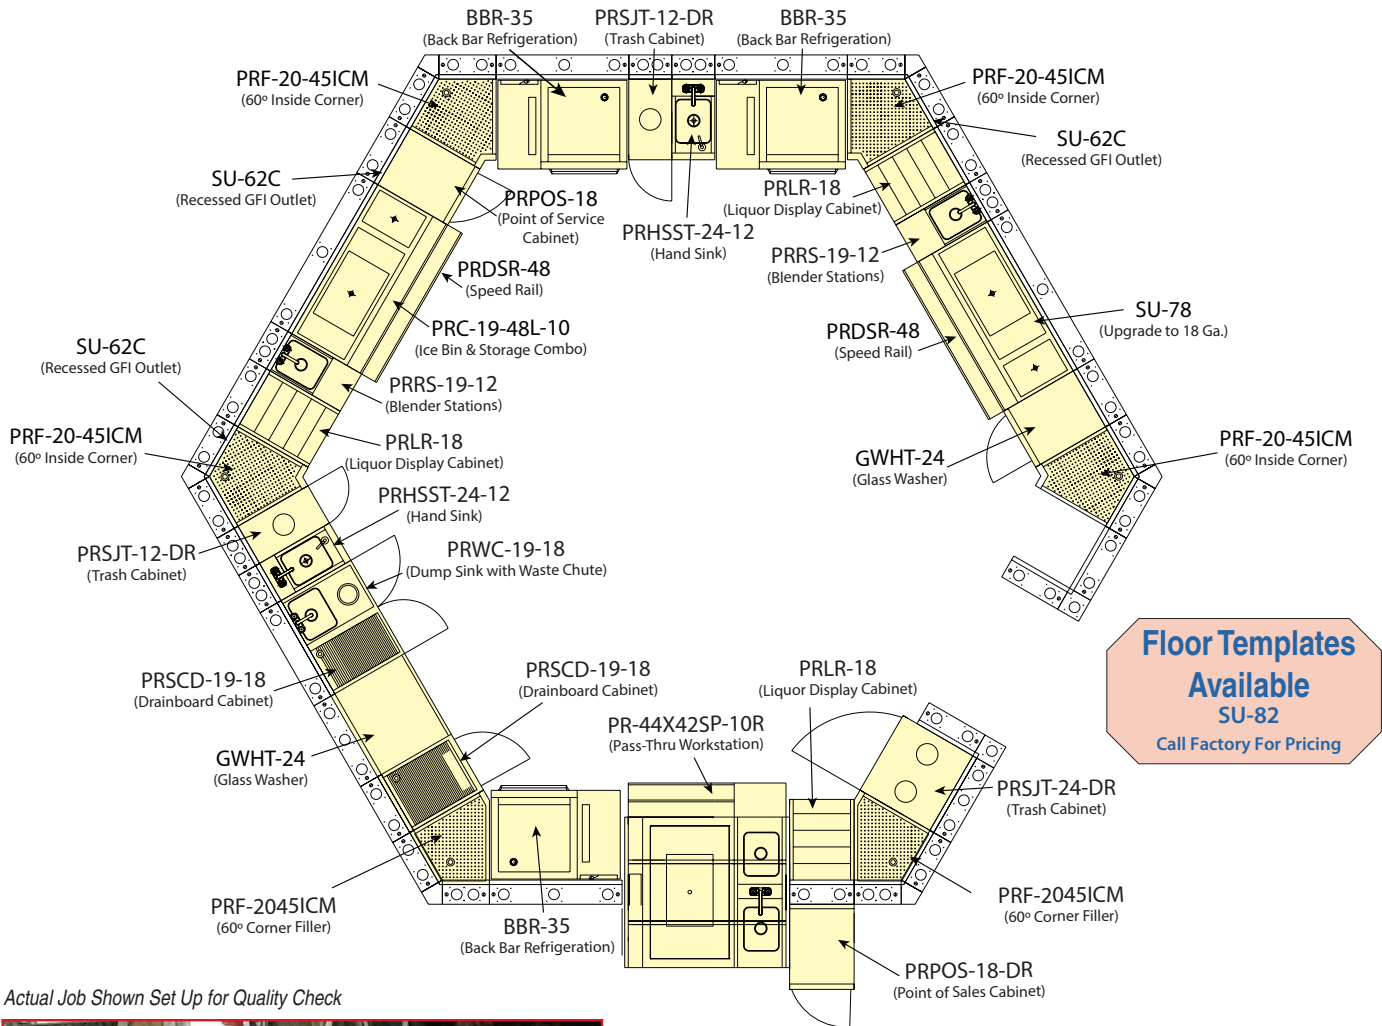 BBR-35
(Back Bar Refrigeration)
PRSJT-12-DR
(Trash Cabinet)
BBR-35
(Back Bar Refrigeration)
PRF-20-45ICM
(60º Inside Corner)
PRF-20-45ICM
(60º Inside Corner)
SU-62C
(Recessed GFI Outlet)
SU-62C
(Recessed GFI Outlet)
PRPOS-18
(Point of Service
Cabinet)
PRLR-18
(Liquor Display Cabinet)
PRHSST-24-12
(Hand Sink)
PRRS-19-12
(Blender Stations)
PRDSR-48
(Speed Rail)
PRC-19-48L-10
(Ice Bin & Storage Combo)
PRDSR-48
(Speed Rail)
SU-78
(Upgrade to 18 Ga.)
SU-62C
(Recessed GFI Outlet)
PRRS-19-12
(Blender Stations)
PRF-20-45ICM
(60º Inside Corner)
PRLR-18
(Liquor Display Cabinet)
GWHT-24
(Glass Washer)
PRF-20-45ICM
(60º Inside Corner)
PRHSST-24-12
(Hand Sink)
PRSJT-12-DR
(Trash Cabinet)
PRWC-19-18
(Dump Sink with Waste Chute)
Floor Templates
Available
SU-82
Call Factory For Pricing
PRSCD-19-18
(Drainboard Cabinet)
PRSCD-19-18
(Drainboard Cabinet)
PRLR-18
(Liquor Display Cabinet)
PR-44X42SP-10R
(Pass-Thru Workstation)
GWHT-24
(Glass Washer)
PRSJT-24-DR
(Trash Cabinet)
PRF-2045ICM
(60º Corner Filler)
PRF-2045ICM
(60º Corner Filler)
BBR-35
(Back Bar Refrigeration)
PRPOS-18-DR
(Point of Sales Cabinet)
Actual Job Shown Set Up for Quality Check